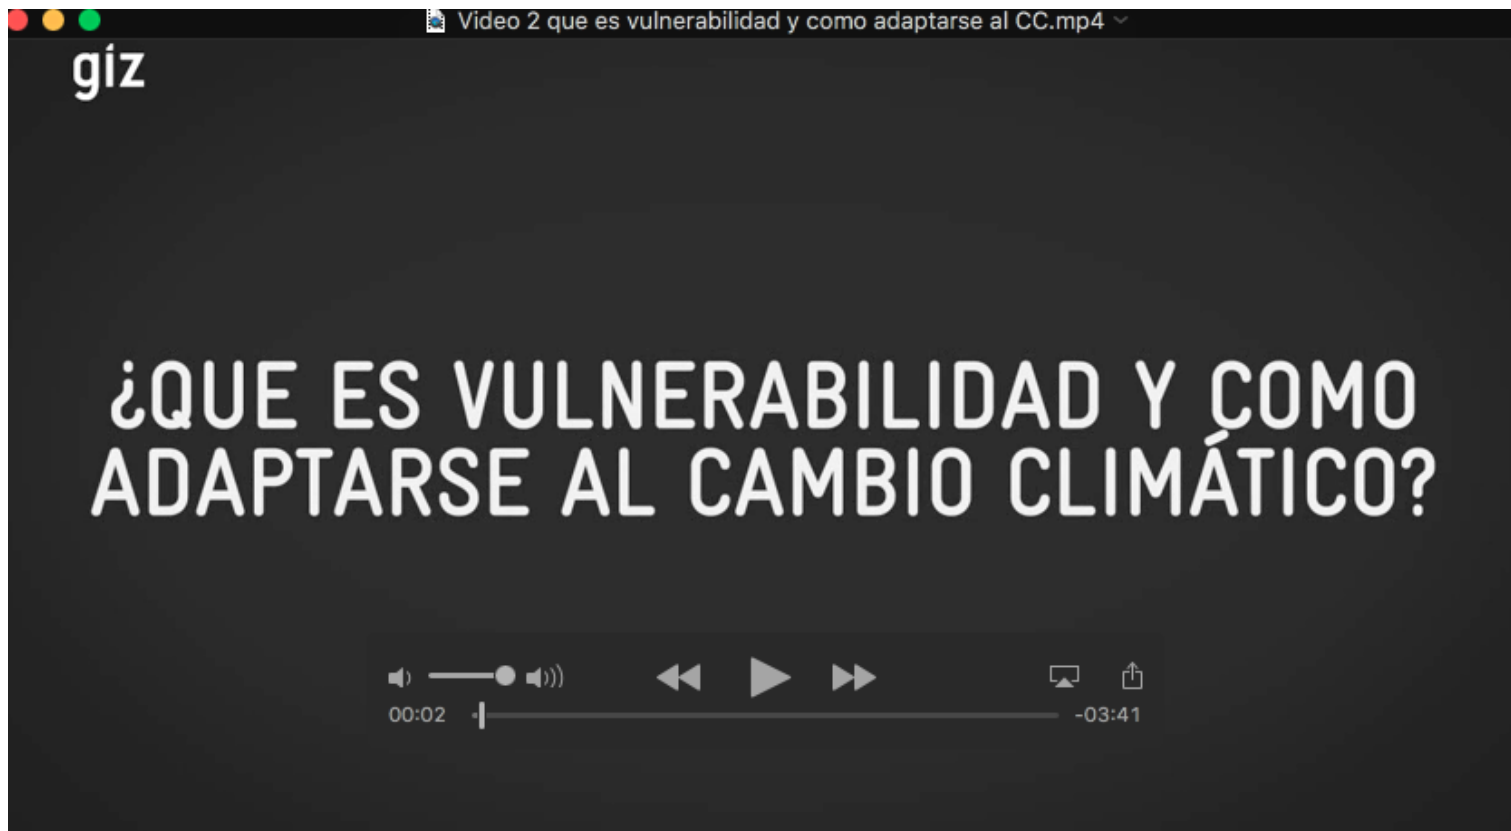 Video 2 que es vulnerabilidad y como adaptarse al CC.mp4
giz
¿QUE ES VULNERABILIDAD Y COMO
ADAPTARSE AL CAMBIO CLIMÁTICO?
00:02
-03:41